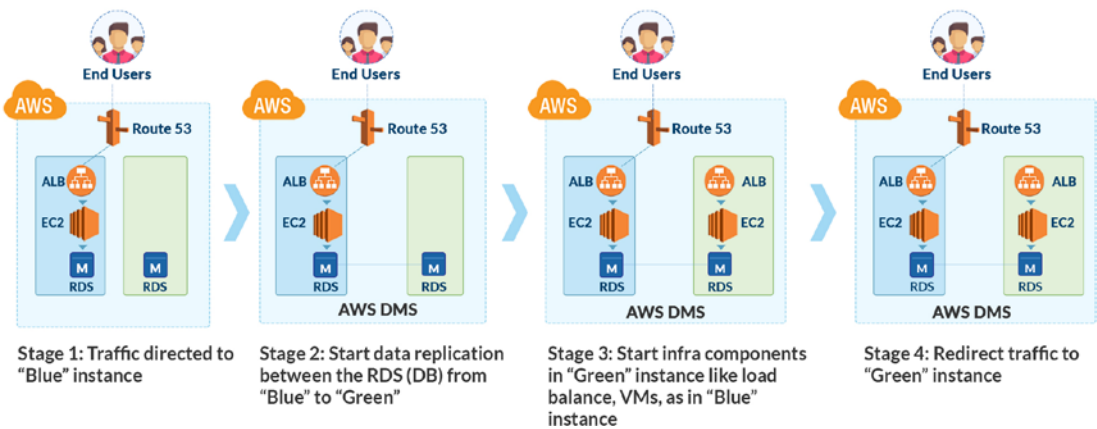 End Users
AWS
Route 53
ALB
EC2
M
RDS
M
RDS
Stage 1: Traffic directed to
“Blue” instance
End Users
AWS
Route 53
ALB
EC2
M
RDS
M
RDS
AWS DMS
Stage 2: Start data replication
between the RDS (DB) from
“Blue” to “Green”
End Users
AWS
Route 53
ALB
ALB
EC2
EC2
M
RDS
M
RDS
AWS DMS
Stage 3: Start infra components
in “Green” instance like load
balance, VMs, as in “Blue”
instance
End Users
AWS
Route 53
ALB
ALB
EC2
EC2
M
RDS
M
RDS
AWS DMS
Stage 4: Redirect traffic to
“Green” instance